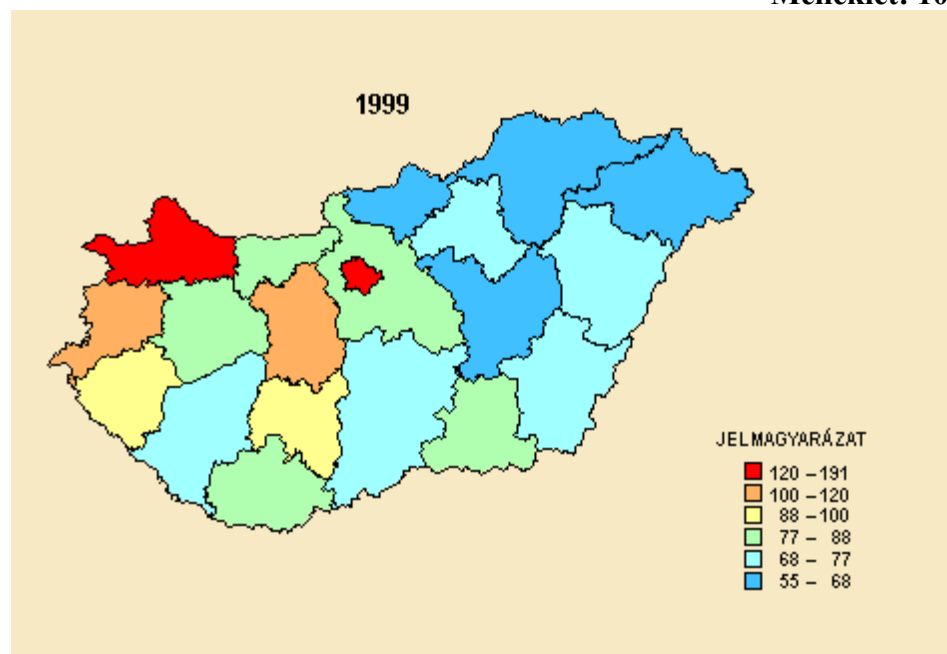 1999
JELMAGYARÁZAT
120 – 191
100 – 120
88 – 100
77 – 88
68 – 77
55 – 68